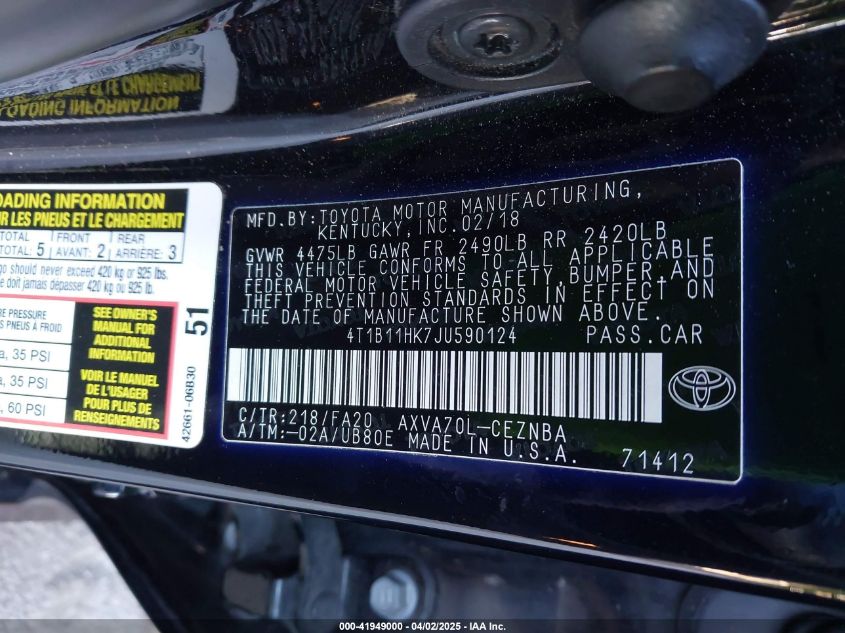 LOADING INFORMATION
OADING INFORMATION
R LES PNEUS ET LE CHARGEMENT
TOTAL FRONT REAR
TOTAL: 5 AVANT: 2 ARRIÈRE: 3
go should never exceed 420 kg or 925 lbs.
e doit jamais dépasser 420 kg ou 925 lb.
E PRESSURE
S PNEUS À FROID
a, 35 PSI
a, 35 PSI
, 60 PSI
SEE OWNER'S
MANUAL FOR
ADDITIONAL
INFORMATION
VOIR LE MANUEL
DE L'USAGER
POUR PLUS DE
RENSEIGNEMENTS
51
42661-06B30
MFD.BY:TOYOTA MOTOR MANUFACTURING,
KENTUCKY, INC. 02/18
GVWR 4475LB GAWR FR 2490LB RR 2420LB
THIS VEHICLE CONFORMS TO ALL APPLICABLE
FEDERAL MOTOR VEHICLE SAFETY, BUMPER, AND
THEFT PREVENTION STANDARDS IN EFFECT ON
THE DATE OF MANUFACTURE SHOWN ABOVE.
4T1B11HK7JU590124 PASS.CAR
C/TR:218/FA20 AXVA70L-CEZNBA
A/TM:-02A/UB80E MADE IN U.S.A. 71412
000-41949000 - 04/02/2025 - IAA Inc.